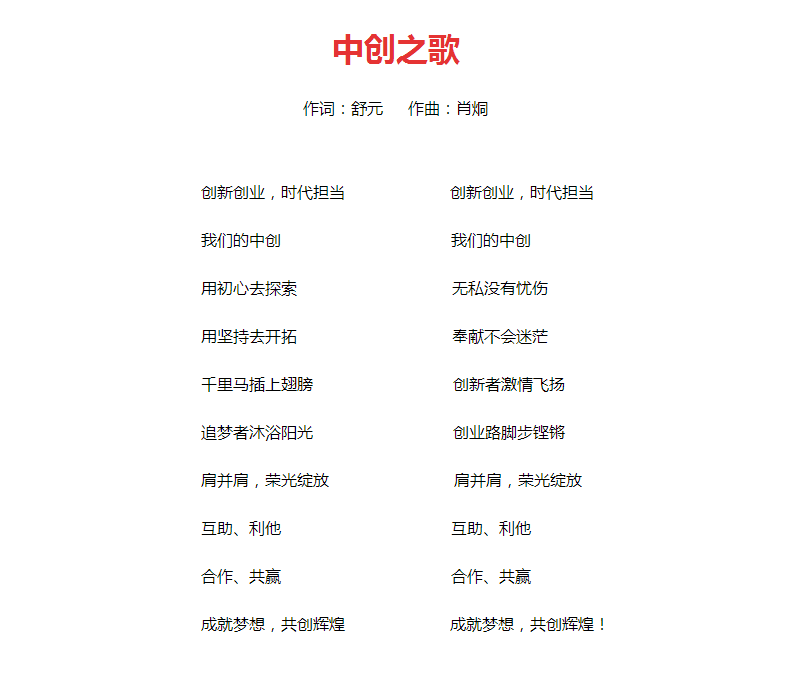 中创之歌
作词：舒元 作曲：肖炯
创新创业，时代担当
我们的中创
用初心去探索
用坚持去开拓
千里马插上翅膀
追梦者沐浴阳光
肩并肩，荣光绽放
互助、利他
合作、共赢
成就梦想，共创辉煌
创新创业，时代担当
我们的中创
无私没有忧伤
奉献不会迷茫
创新者激情飞扬
创业路脚步铿锵
肩并肩，荣光绽放
互助、利他
合作、共赢
成就梦想，共创辉煌！